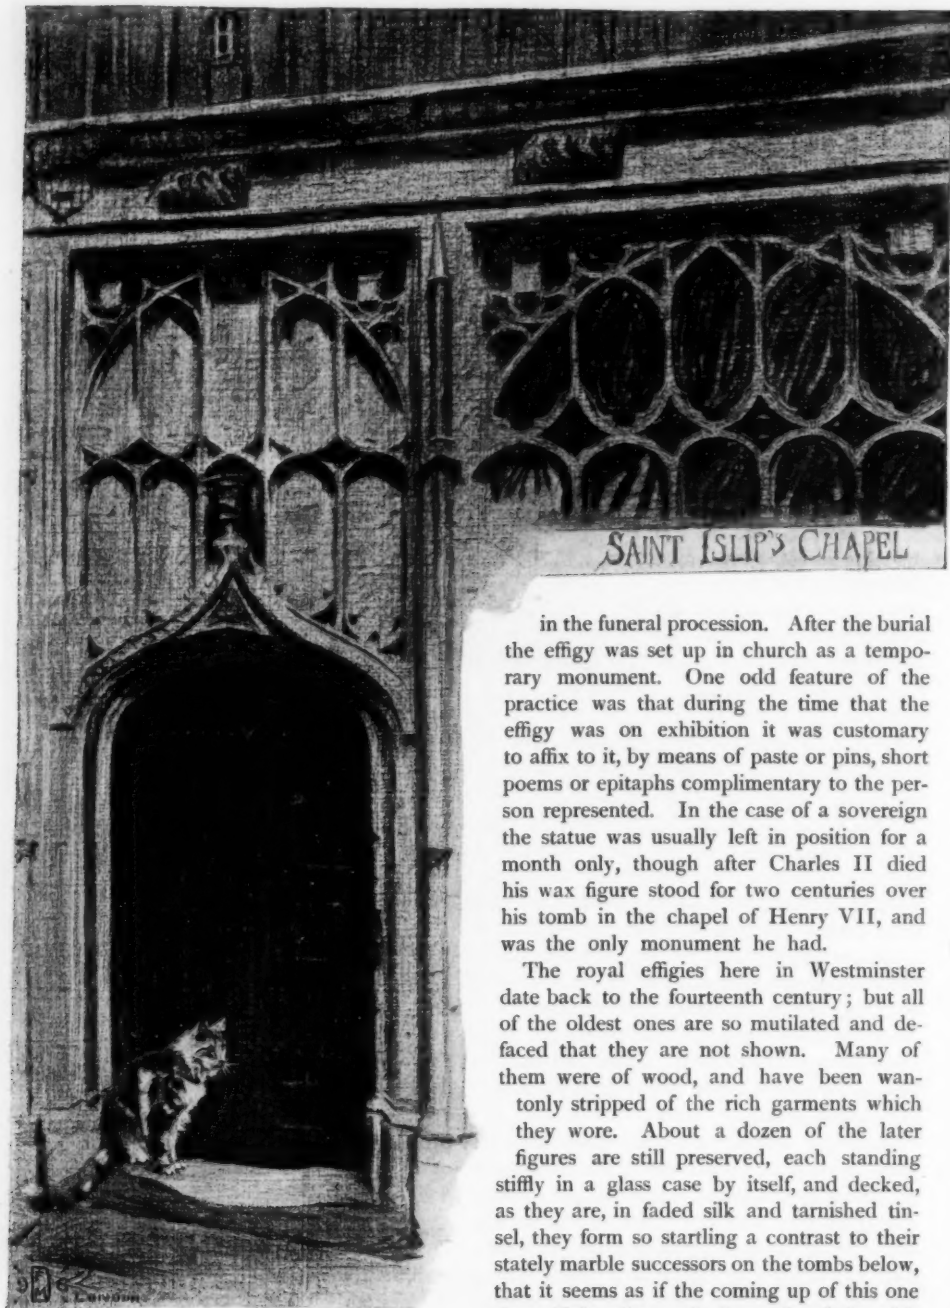 SAINT ISLIP'S CHAPEL
in the funeral procession. After the burial
the effigy was set up in church as a tempo-
rary monument. One odd feature of the
practice was that during the time that the
effigy was on exhibition it was customary
to affix to it, by means of paste or pins, short
poems or epitaphs complimentary to the per-
son represented. In the case of a sovereign
the statue was usually left in position for a
month only, though after Charles II died
his wax figure stood for two centuries over
his tomb in the chapel of Henry VII, and
was the only monument he had.
The royal effigies here in Westminster
date back to the fourteenth century; but all
of the oldest ones are so mutilated and de-
faced that they are not shown. Many of
them were of wood, and have been wan-
tonly stripped of the rich garments which
they wore. About a dozen of the later
figures are still preserved, each standing
stiffly in a glass case by itself, and decked,
as they are, in faded silk and tarnished tin-
sel, they form so startling a contrast to their
stately marble successors on the tombs below,
that it seems as if the coming up of this one
LONDON